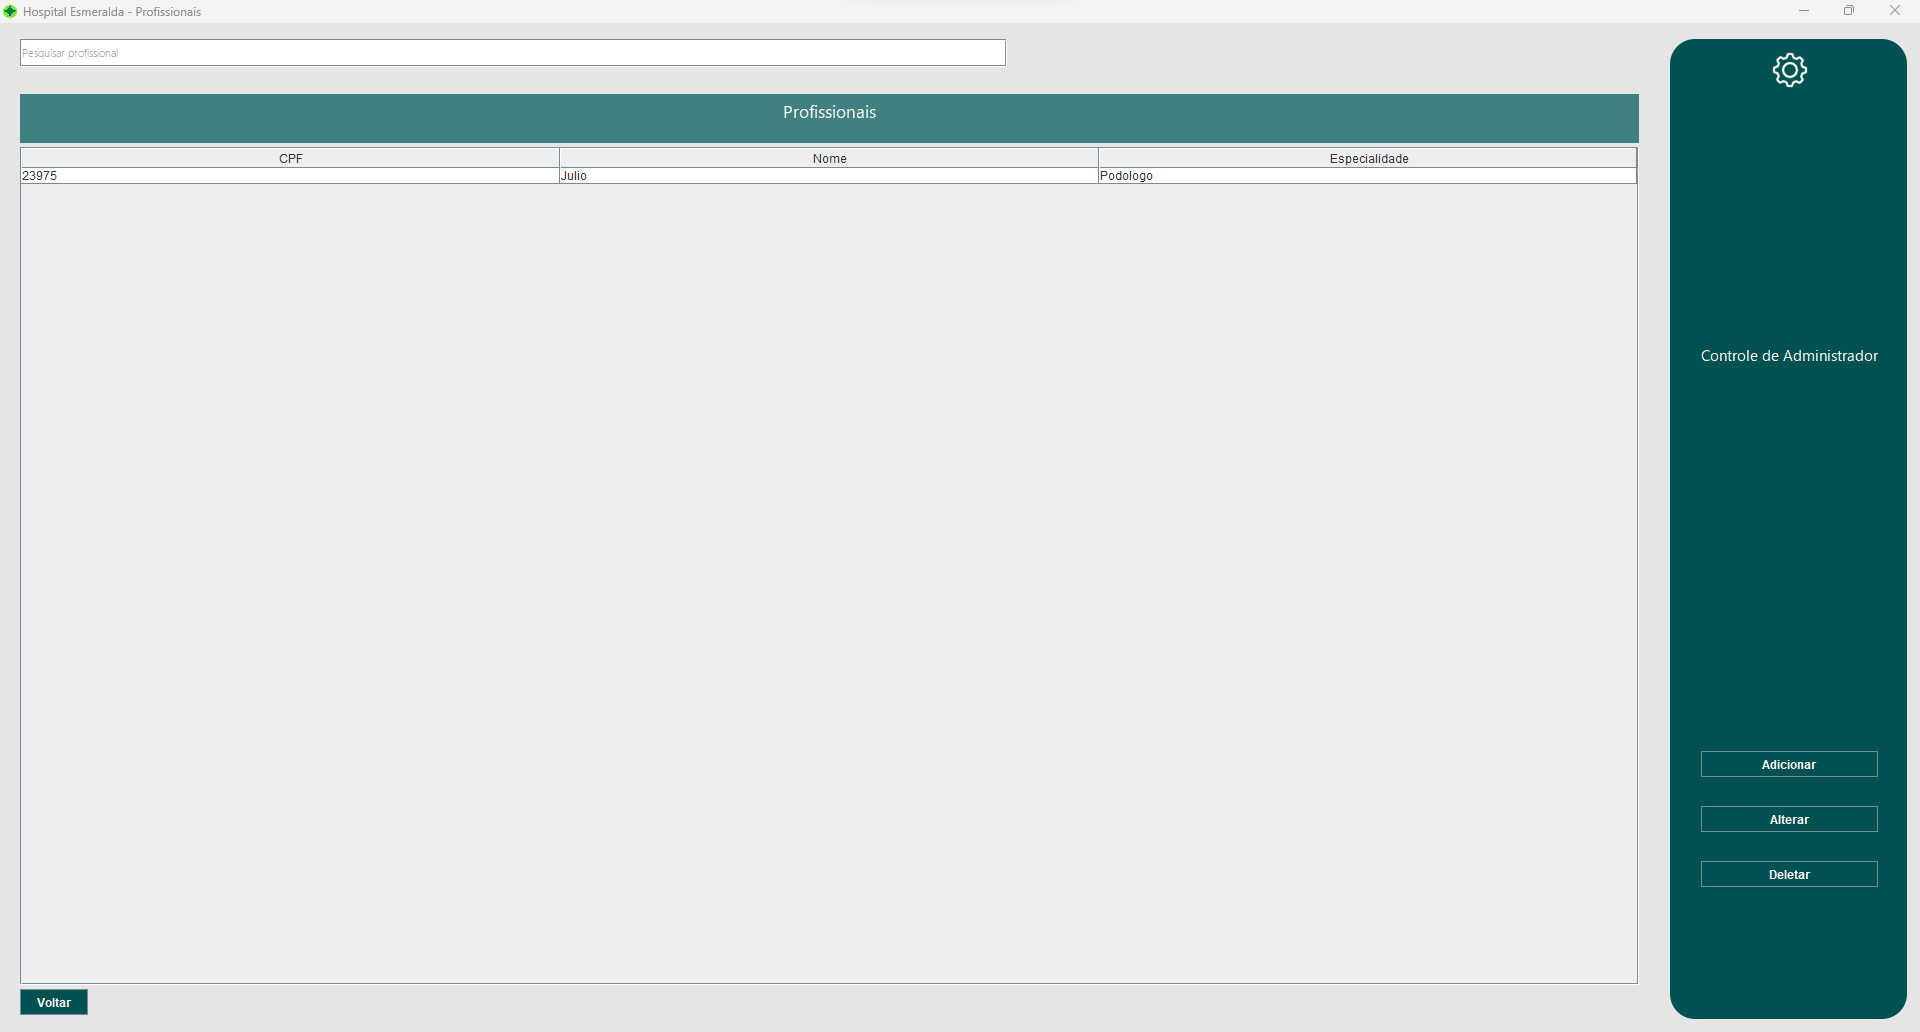 Hospital Esmeralda - Profissionais
Pesquisar profissional
Profissionais
CPF Nome Especialidade
23975 Julio Podologo
Controle de Administrador
Adicionar
Alterar
Deletar
Voltar